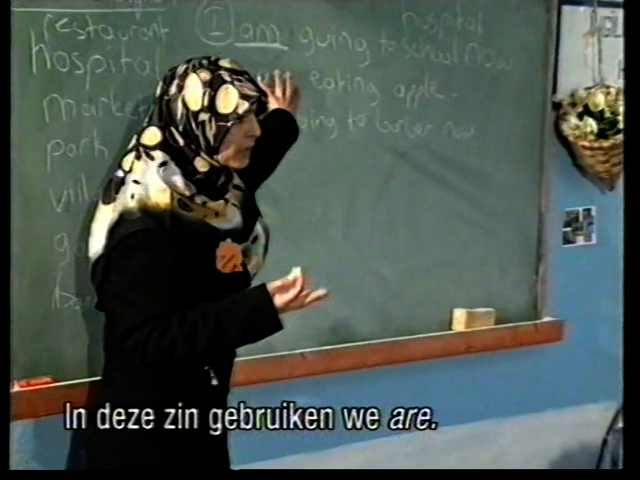 restaurant
hospital
market
park
I am going to school now
hospital
eating apple.
going to barber now
In deze zin gebruiken we are.